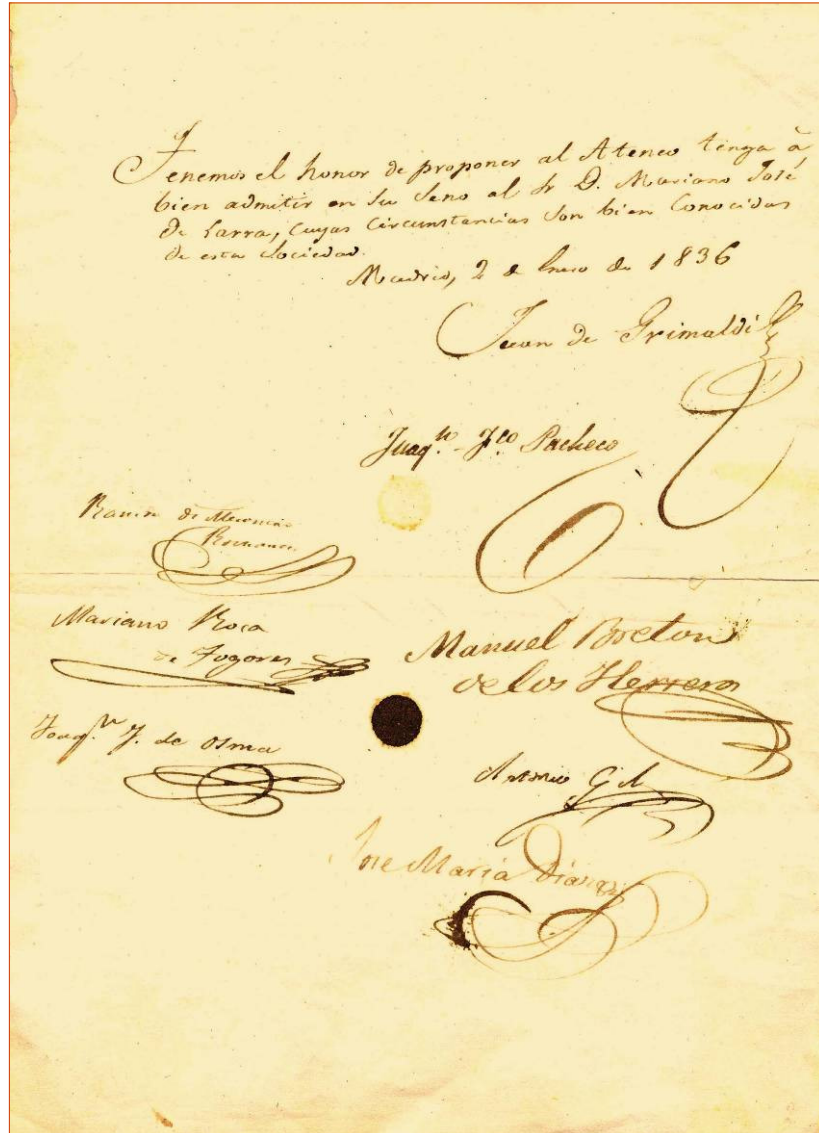 Tenemos el honor de proponer al Ateneo tenga á
bien admitir en su seno al Sr D. Mariano José
de Larra, cuyas circunstancias son bien conocidas
de esta sociedad.
Madrid, 2 de Enero de 1836
Juan de Grimaldi
Juaqn. Fco Pacheco
Ramon de Mesonero
Romanos
Mariano Roca
de Togores
Manuel Breton
de los Herreros
Joaqn. J. de Osma
Antonio Gil
Jose María Diaz